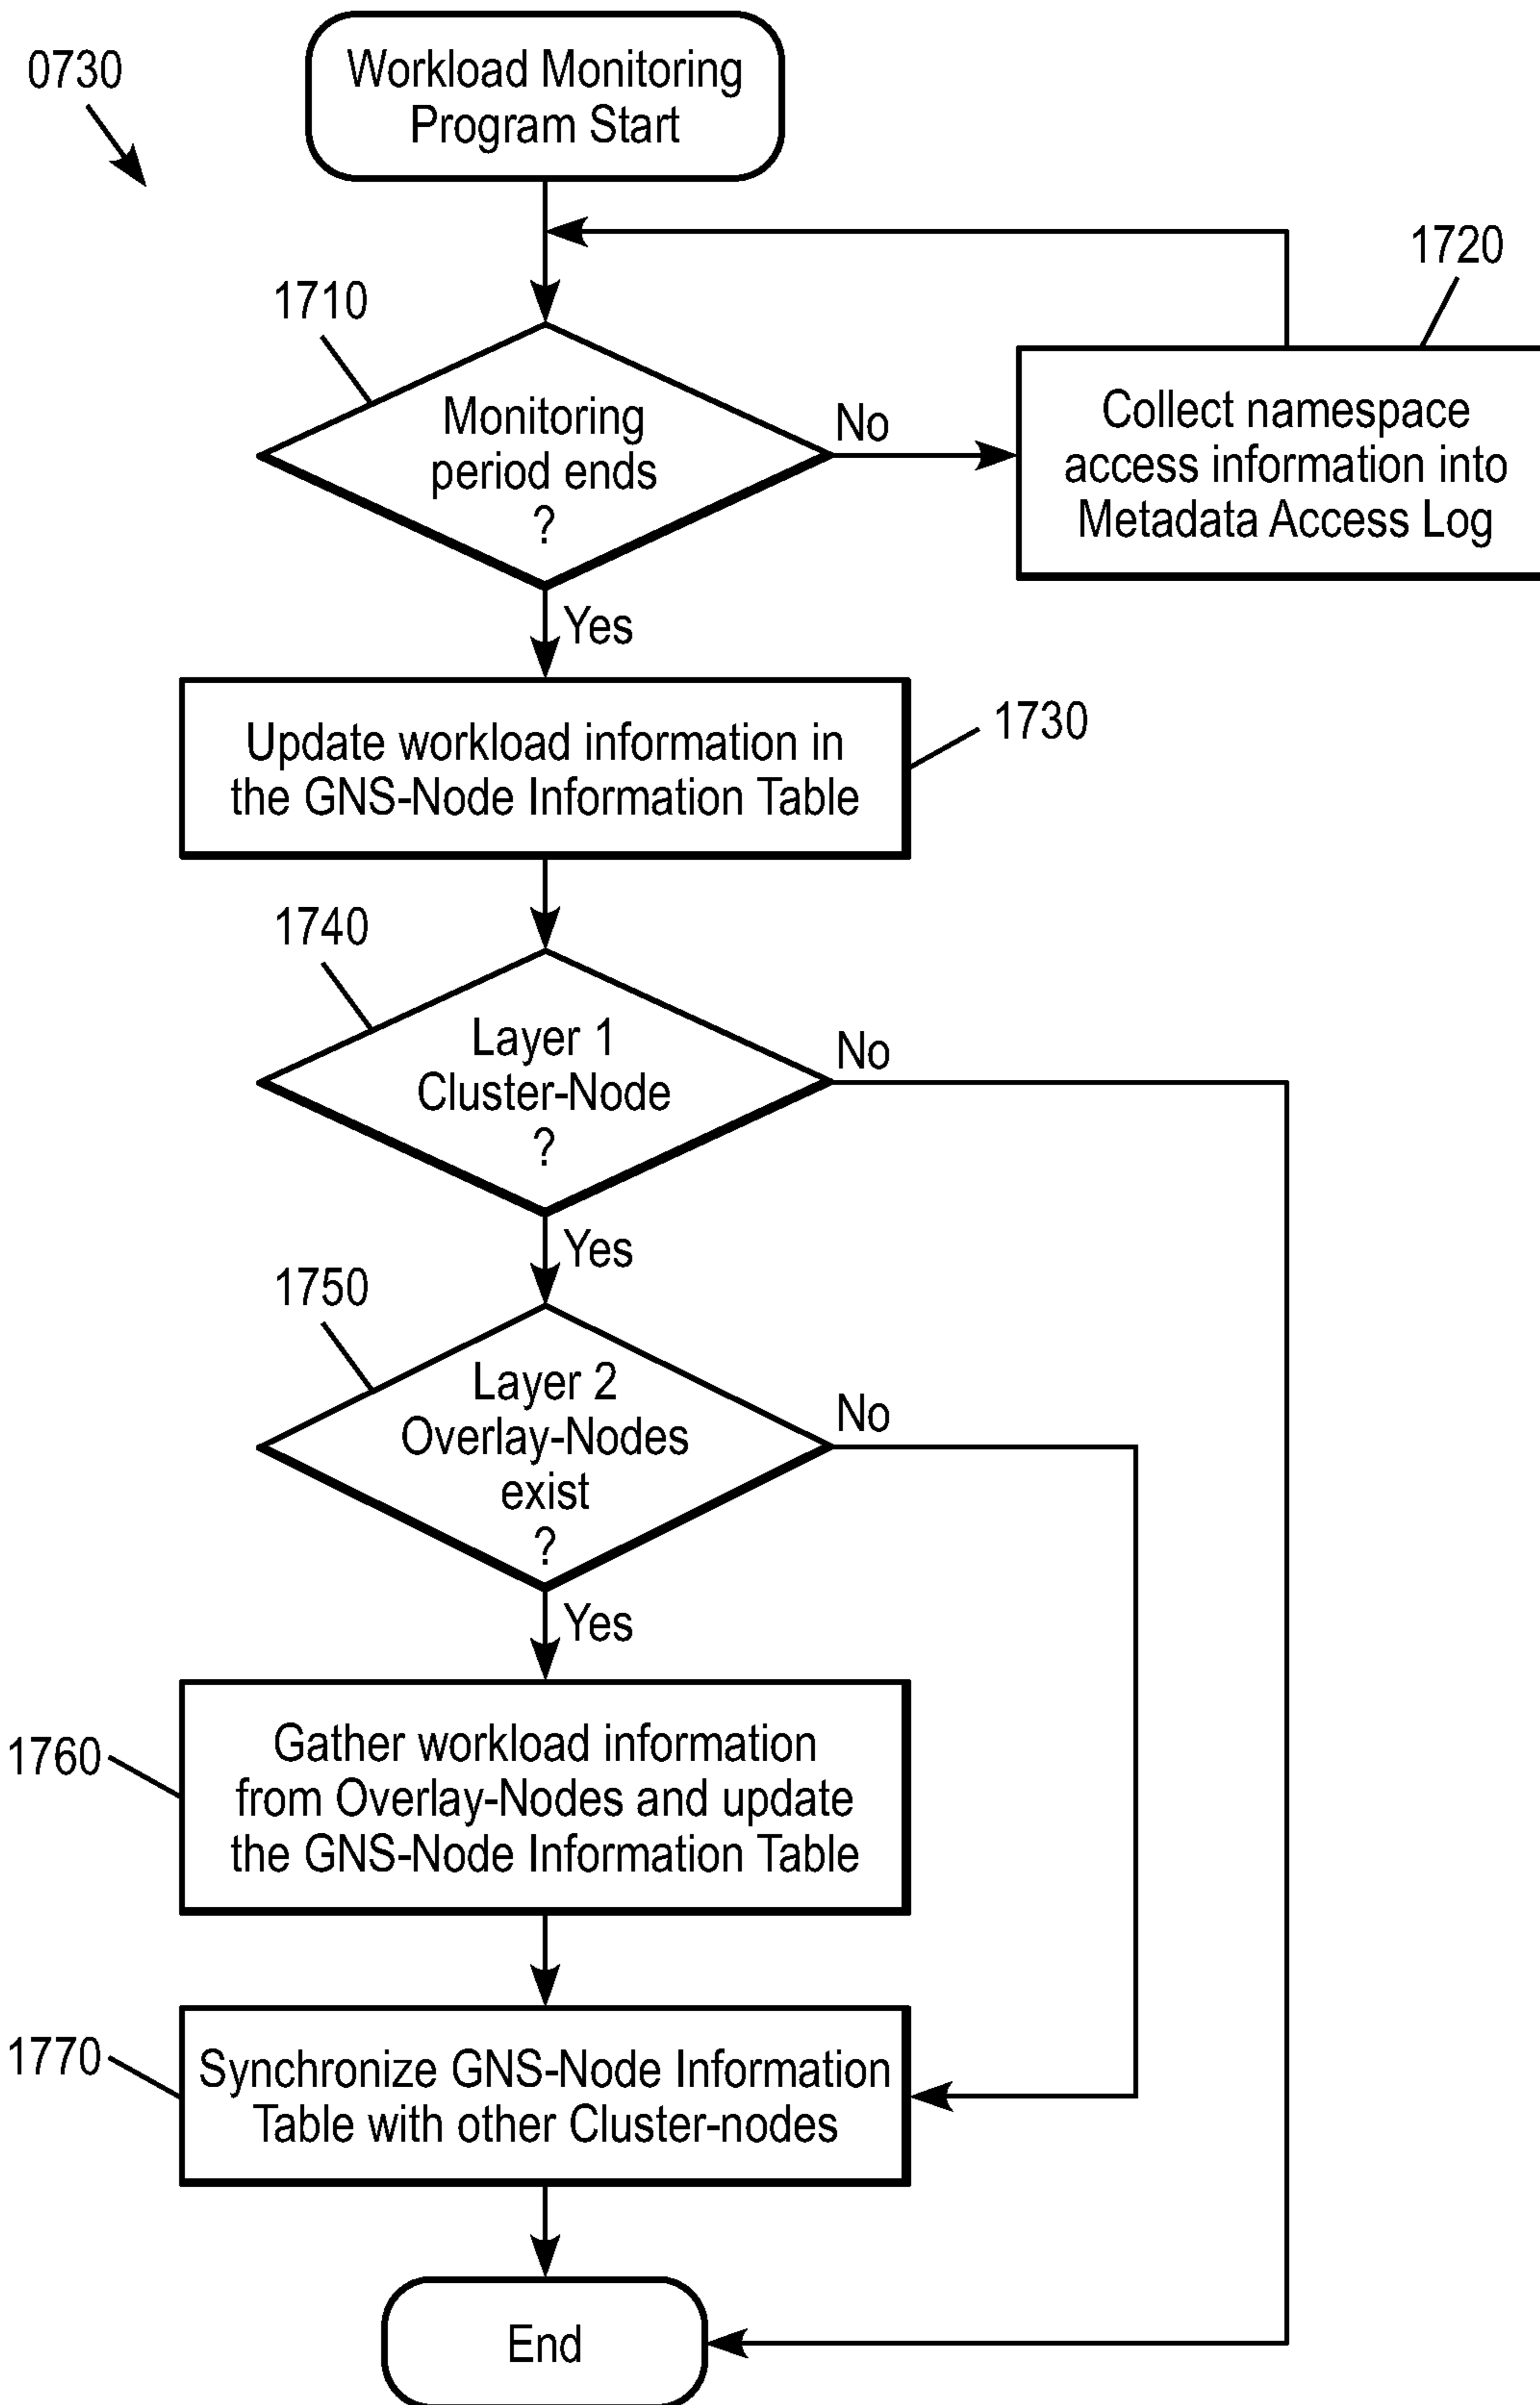 0730
Workload Monitoring
Program Start
1710
1720
Monitoring
period ends
?
No
Collect namespace
access information into
Metadata Access Log
Yes
Update workload information in
the GNS-Node Information Table
1730
1740
Layer 1
Cluster-Node
?
No
Yes
1750
Layer 2
Overlay-Nodes
exist
?
No
Yes
1760
Gather workload information
from Overlay-Nodes and update
the GNS-Node Information Table
1770
Synchronize GNS-Node Information
Table with other Cluster-nodes
End